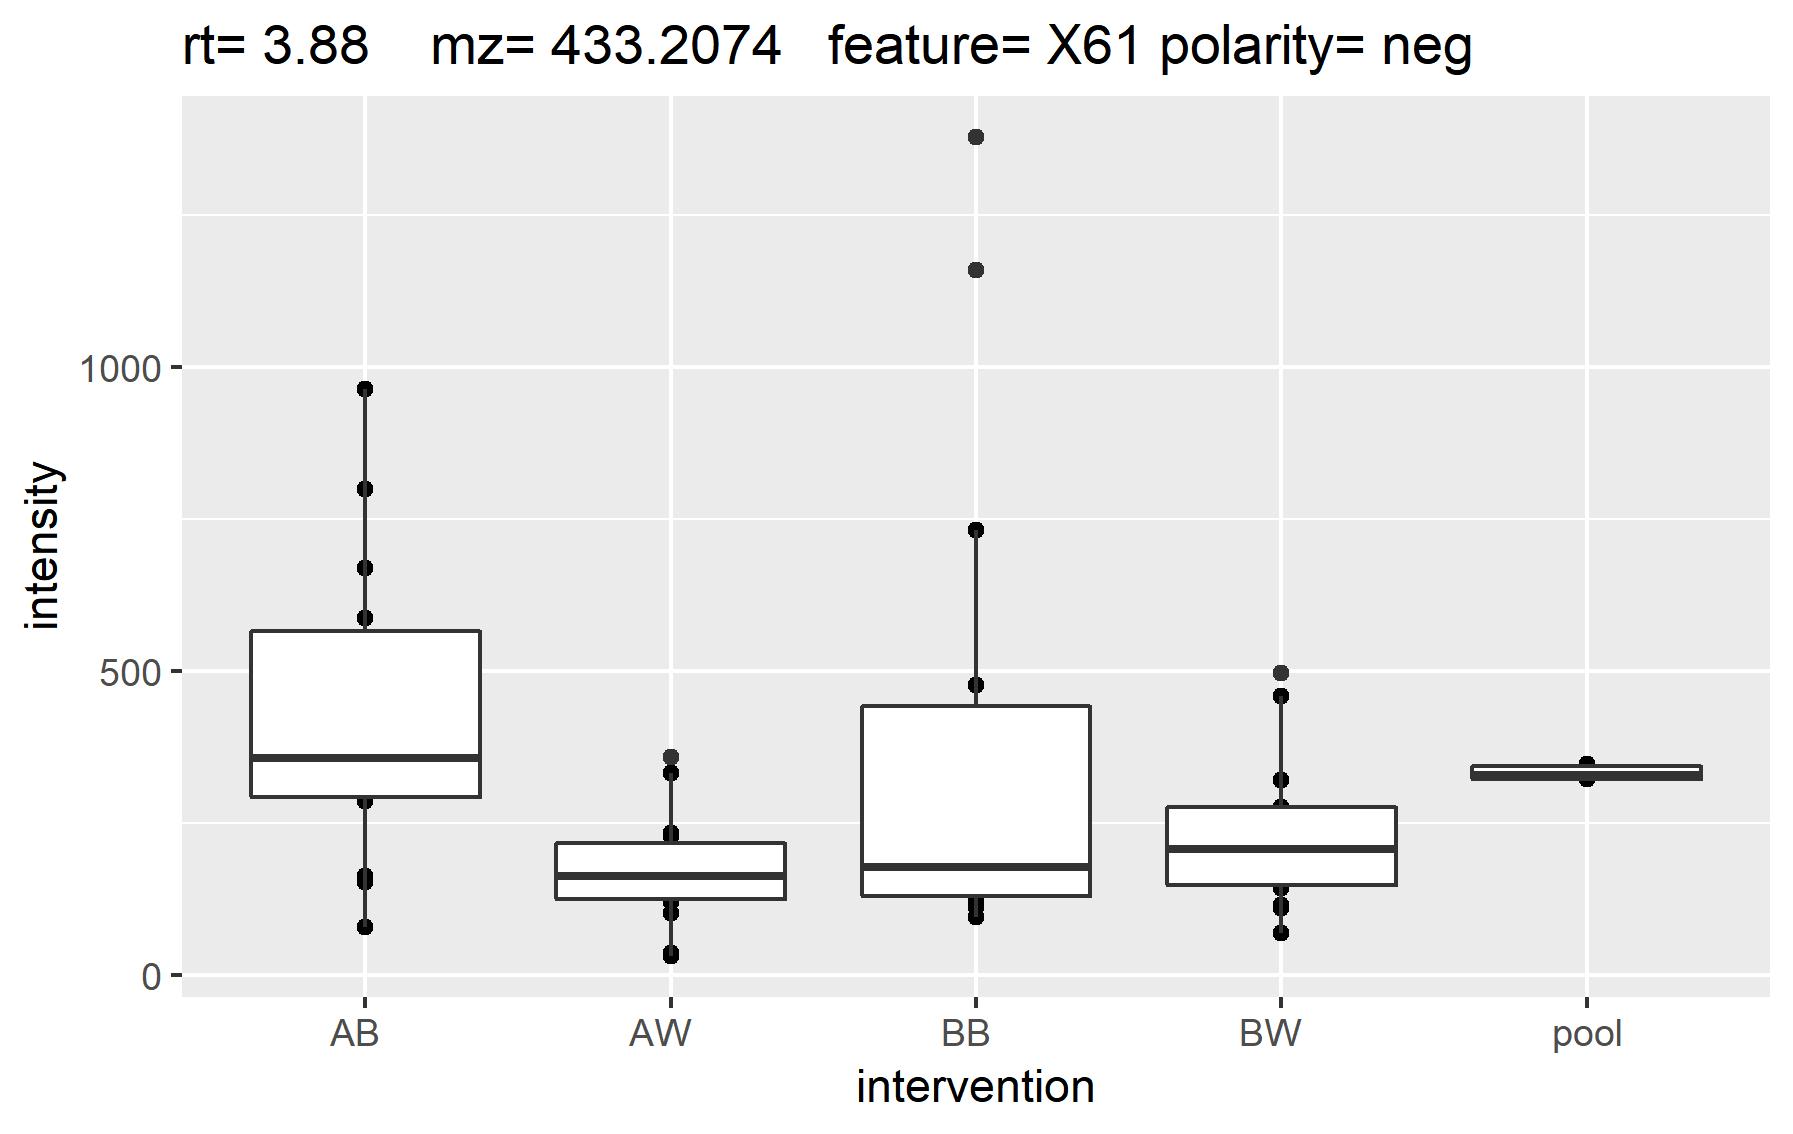 rt= 3.88    mz= 433.2074   feature= X61 polarity= neg
intensity
1000
500
0
AB AW BB BW pool
intervention